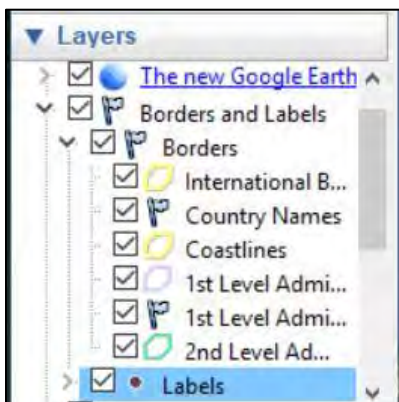 Layers
The new Google Earth
Borders and Labels
Borders
International B...
Country Names
Coastlines
1st Level Admi...
1st Level Admi...
2nd Level Ad...
Labels